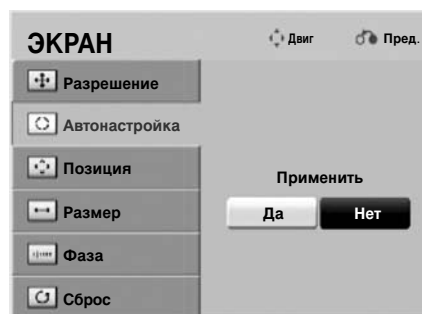 ЭКРАН
Двиг
Пред.
Разрешение
Автонастройка
Позиция
Размер
Фаза
Сброс
Применить
Да
Нет